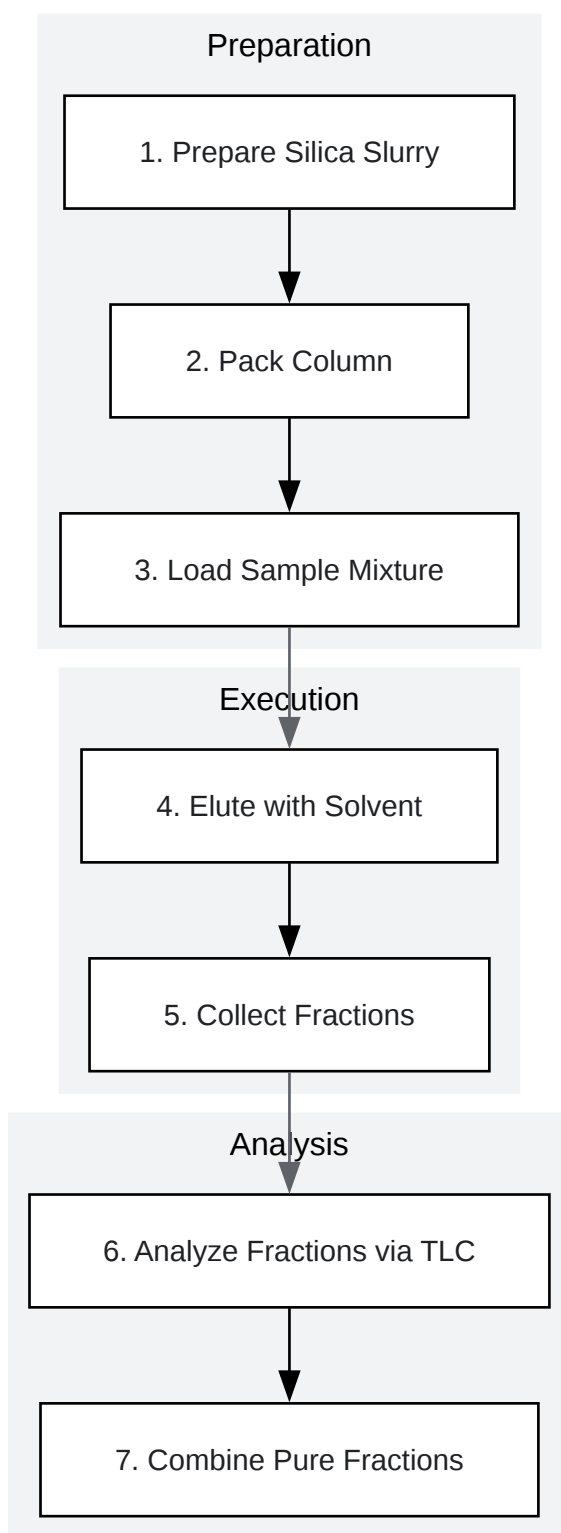 Preparation
1. Prepare Silica Slurry
2. Pack Column
3. Load Sample Mixture
Execution
4. Elute with Solvent
5. Collect Fractions
Analysis
6. Analyze Fractions via TLC
7. Combine Pure Fractions